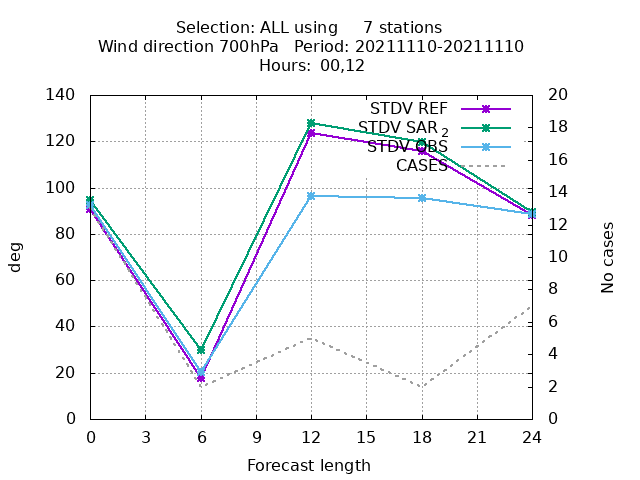 Selection: ALL using     7 stations
Wind direction 700hPa   Period: 20211110-20211110
Hours:  00,12
140
120
100
80
60
40
20
0
deg
20
18
16
14
12
10
8
6
4
2
0
No cases
STDV REF
STDV SAR 2
STDV OBS
CASES
0 3 6 9 12 15 18 21 24
Forecast length